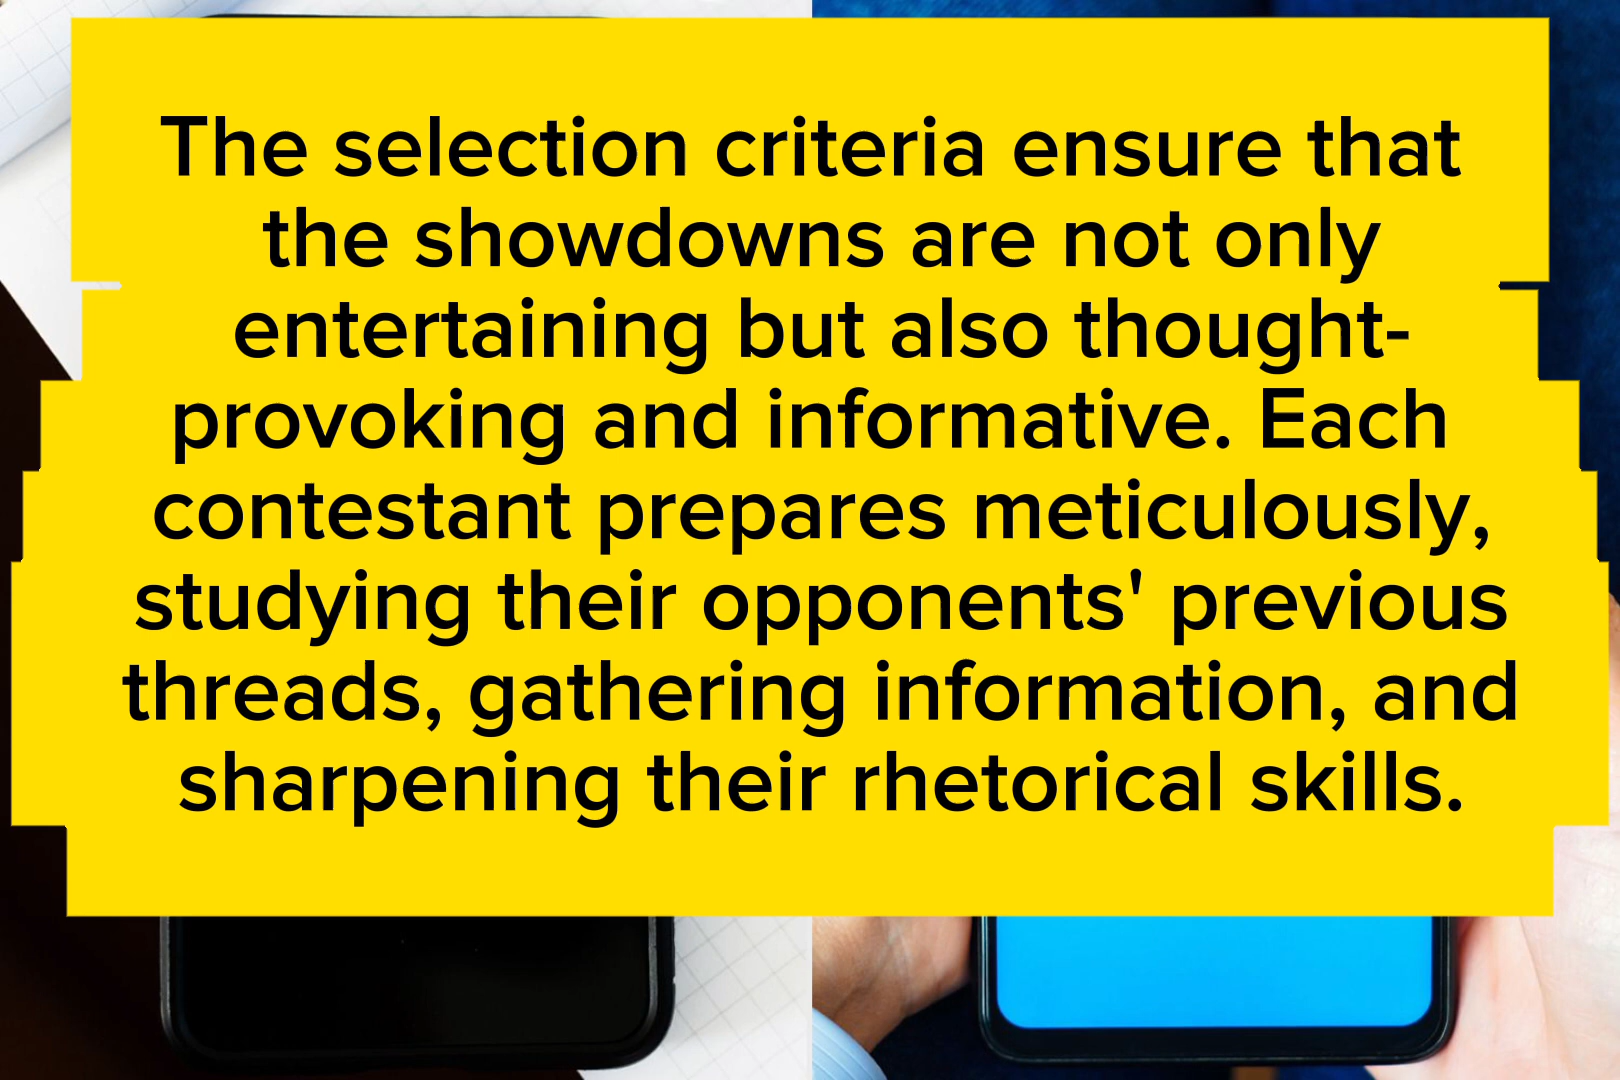 The selection criteria ensure that
the showdowns are not only
entertaining but also thought-
provoking and informative. Each
contestant prepares meticulously,
studying their opponents' previous
threads, gathering information, and
sharpening their rhetorical skills.